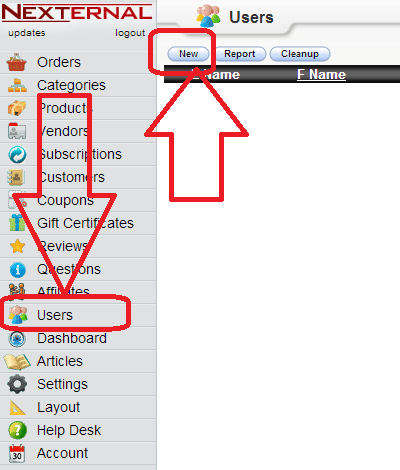 NEXTERNAL
updates logout
Orders
Categories
Products
Vendors
Subscriptions
Customers
Coupons
Gift Certificates
Reviews
Questions
Affiliates
Users
Dashboard
Articles
Settings
Layout
Help Desk
30
Account
Users
New Report Cleanup
Name F Name